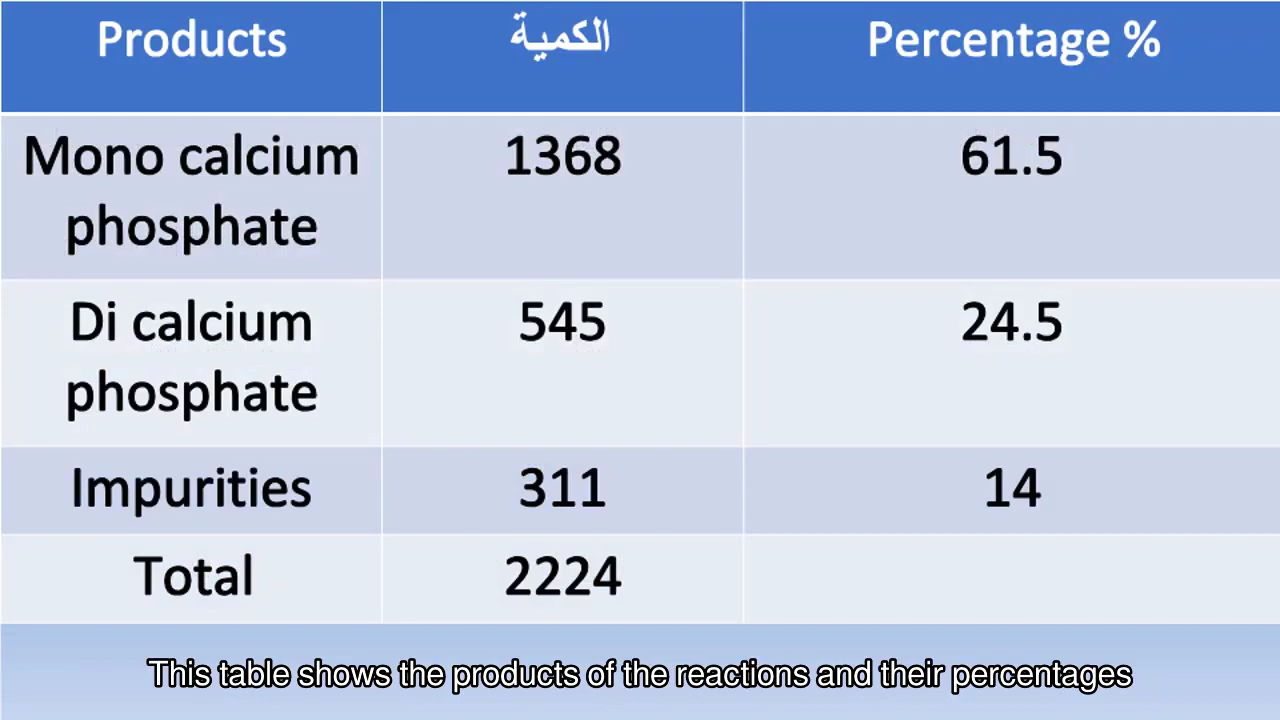 Products الكمية Percentage %
Mono calcium phosphate 1368 61.5
Di calcium phosphate 545 24.5
Impurities 311 14
Total 2224
This table shows the products of the reactions and their percentages